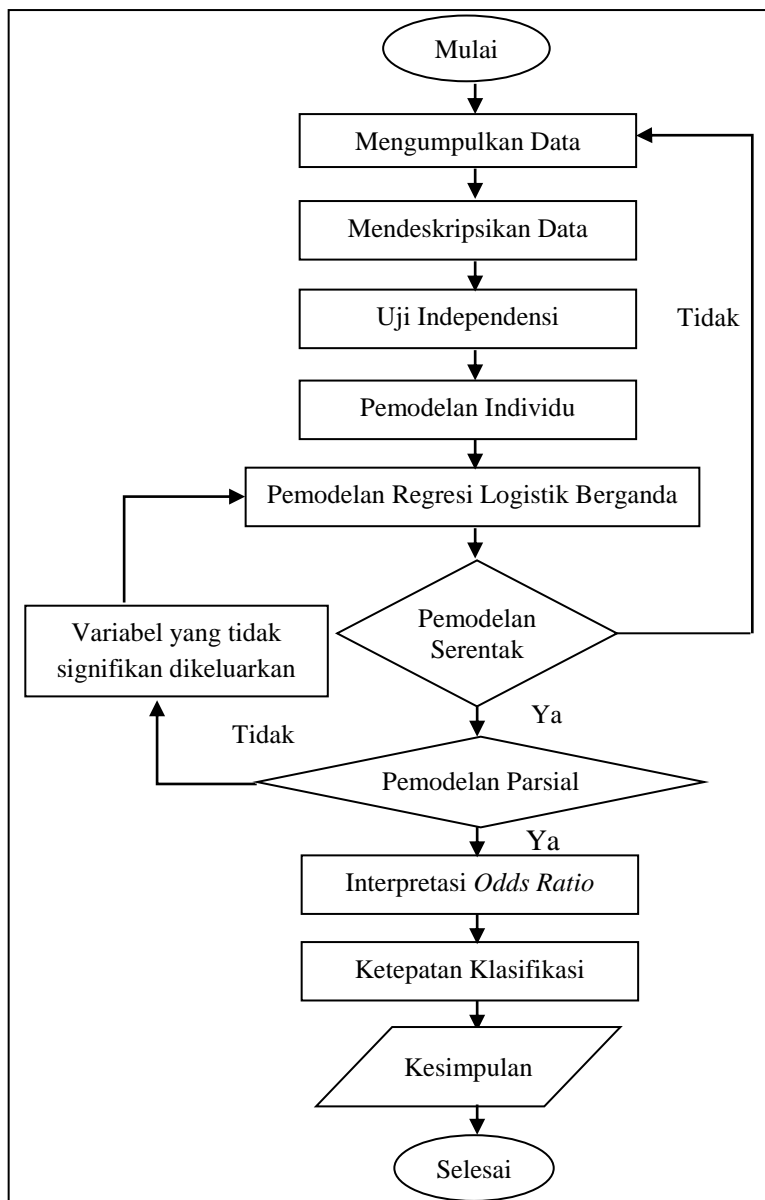 Mulai
Mengumpulkan Data
Mendeskripsikan Data
Uji Independensi
Tidak
Pemodelan Individu
Pemodelan Regresi Logistik Berganda
Variabel yang tidak
signifikan dikeluarkan
Pemodelan
Serentak
Ya
Tidak
Pemodelan Parsial
Ya
Interpretasi Odds Ratio
Ketepatan Klasifikasi
Kesimpulan
Selesai